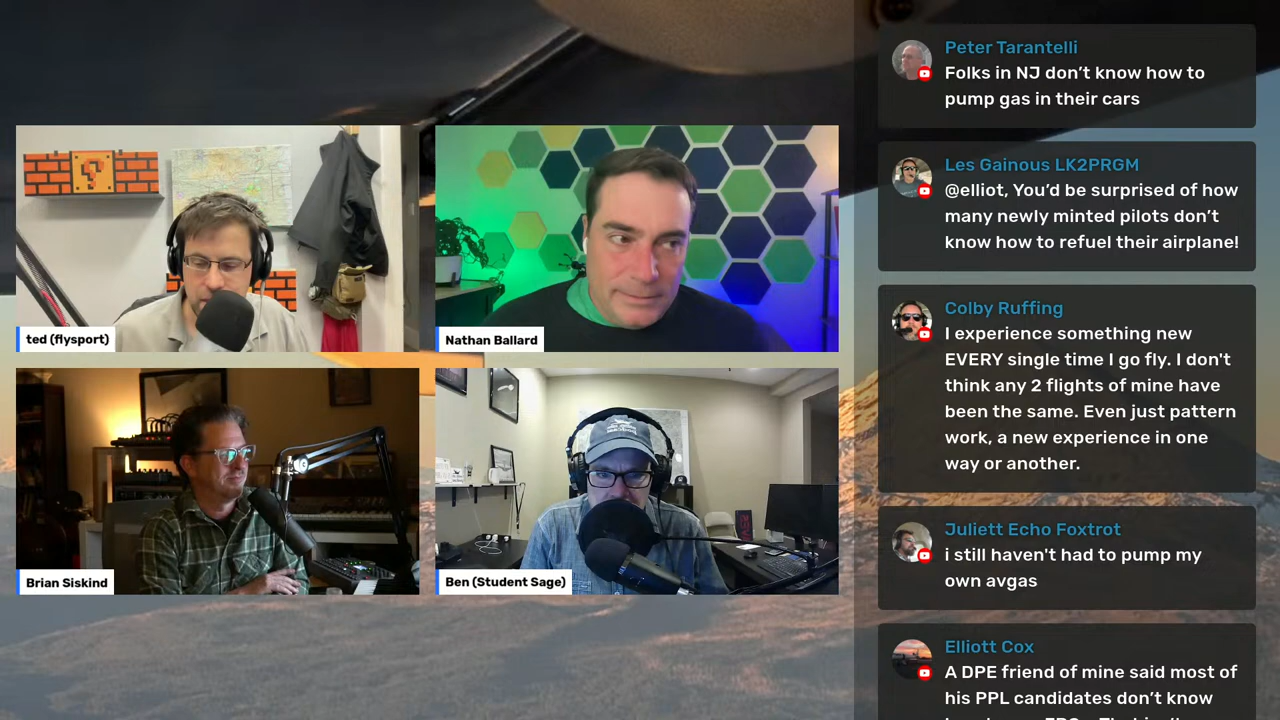 ted (flysport)
Nathan Ballard
Brian Siskind
Ben (Student Sage)
Peter Tarantelli
Folks in NJ don’t know how to
pump gas in their cars
Les Gainous LK2PRGM
@elliot, You’d be surprised of how
many newly minted pilots don’t
know how to refuel their airplane!
Colby Ruffing
I experience something new
EVERY single time I go fly. I don't
think any 2 flights of mine have
been the same. Even just pattern
work, a new experience in one
way or another.
Juliett Echo Foxtrot
i still haven't had to pump my
own avgas
Elliott Cox
A DPE friend of mine said most of
his PPL candidates don’t know